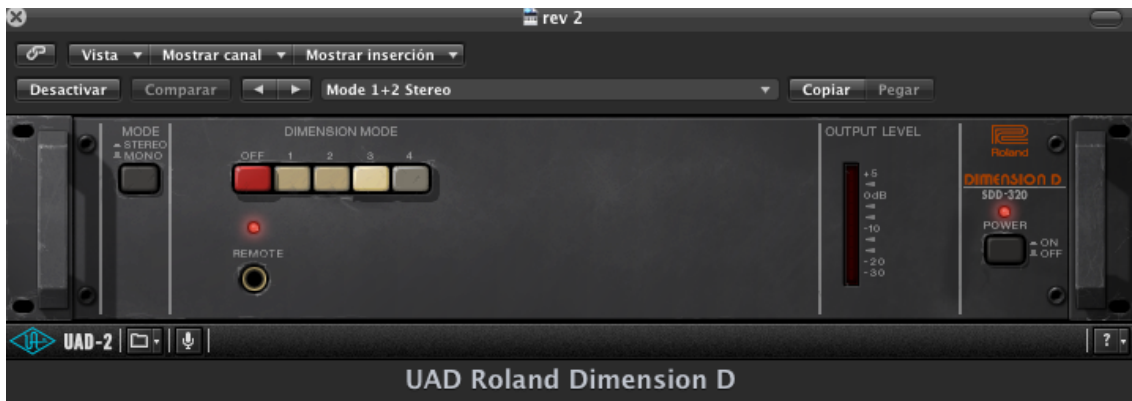 rev 2
Vista Mostrar canal Mostrar inserción
Desactivar Comparar Mode 1+2 Stereo Copiar Pegar
MODE
STEREO
MONO
DIMENSION MODE
OFF 1 2 3 4
REMOTE
OUTPUT LEVEL
+5
0dB
-10
-20
-30
Roland
DIMENSION D
SDD-320
POWER
ON
OFF
UAD-2 ?
UAD Roland Dimension D